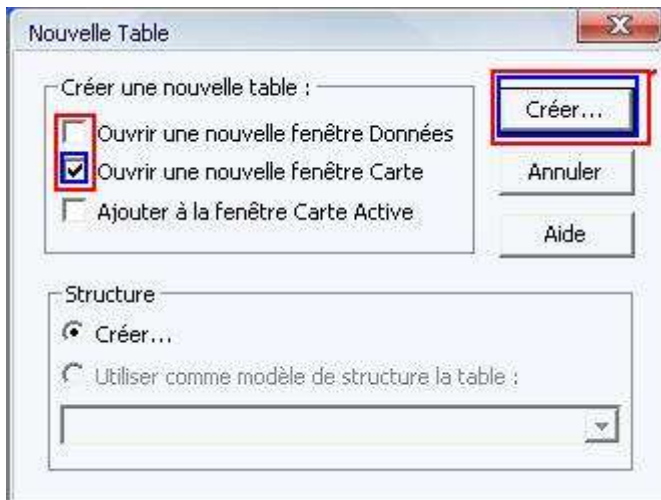 Nouvelle Table
Créer une nouvelle table :
Ouvrir une nouvelle fenêtre Données
Ouvrir une nouvelle fenêtre Carte
Ajouter à la fenêtre Carte Active
Créer...
Annuler
Aide
Structure
Créer...
Utiliser comme modèle de structure la table :